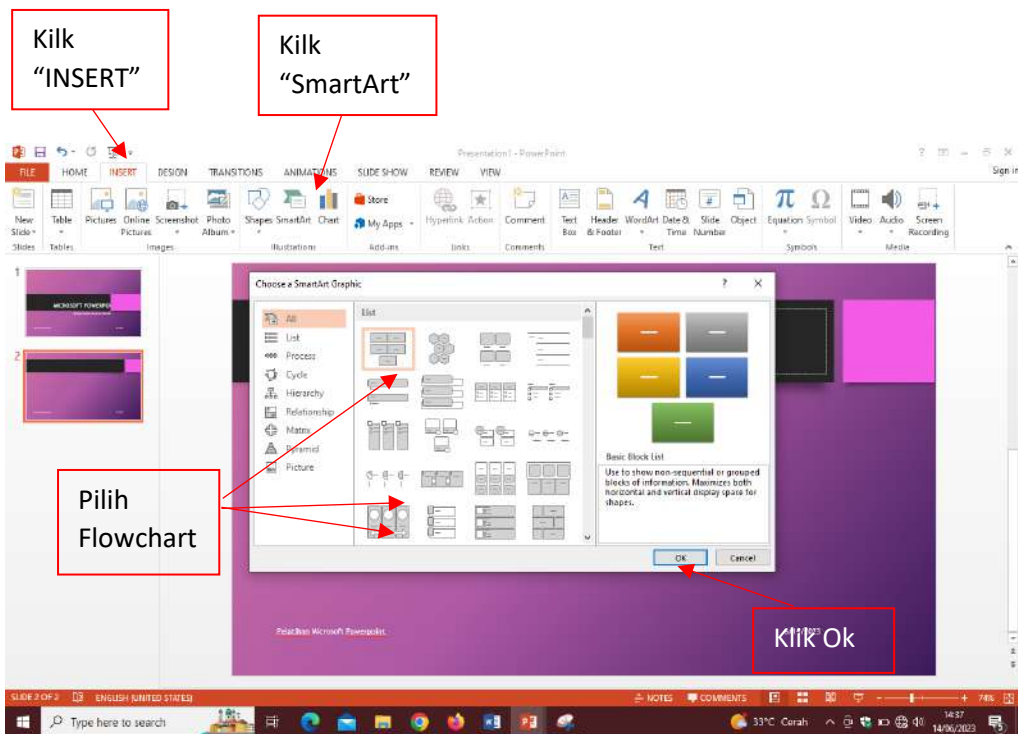 Kilk
“INSERT”
Kilk
“SmartArt”
Presentation1 - PowerPoint
FILE HOME INSERT DESIGN TRANSITIONS ANIMATIONS SLIDE SHOW REVIEW VIEW Sign in
New Slide Table Pictures Online Pictures Screenshot Photo Album Shapes SmartArt Chart Store My Apps Hyperlink Action Comment Text Box Header & Footer WordArt Date & Time Slide Number Object Equation Symbol Video Audio Screen Recording
Slides Tables Images Illustrations Add-ins Links Comments Text Symbols Media
1
MICROSOFT POWERPO
2
Choose a SmartArt Graphic
All
List
Process
Cycle
Hierarchy
Relationship
Matrix
Pyramid
Picture
List
Basic Block List
Use to show non-sequential or grouped
blocks of information. Maximizes both
horizontal and vertical display space for
shapes.
OK Cancel
Pilih
Flowchart
Klik Ok
Pelatihan Microsoft Powerpoint
SLIDE 2 OF 2 ENGLISH (UNITED STATES) NOTES COMMENTS 74%
Type here to search 33°C Cerah 14:37
14/06/2023